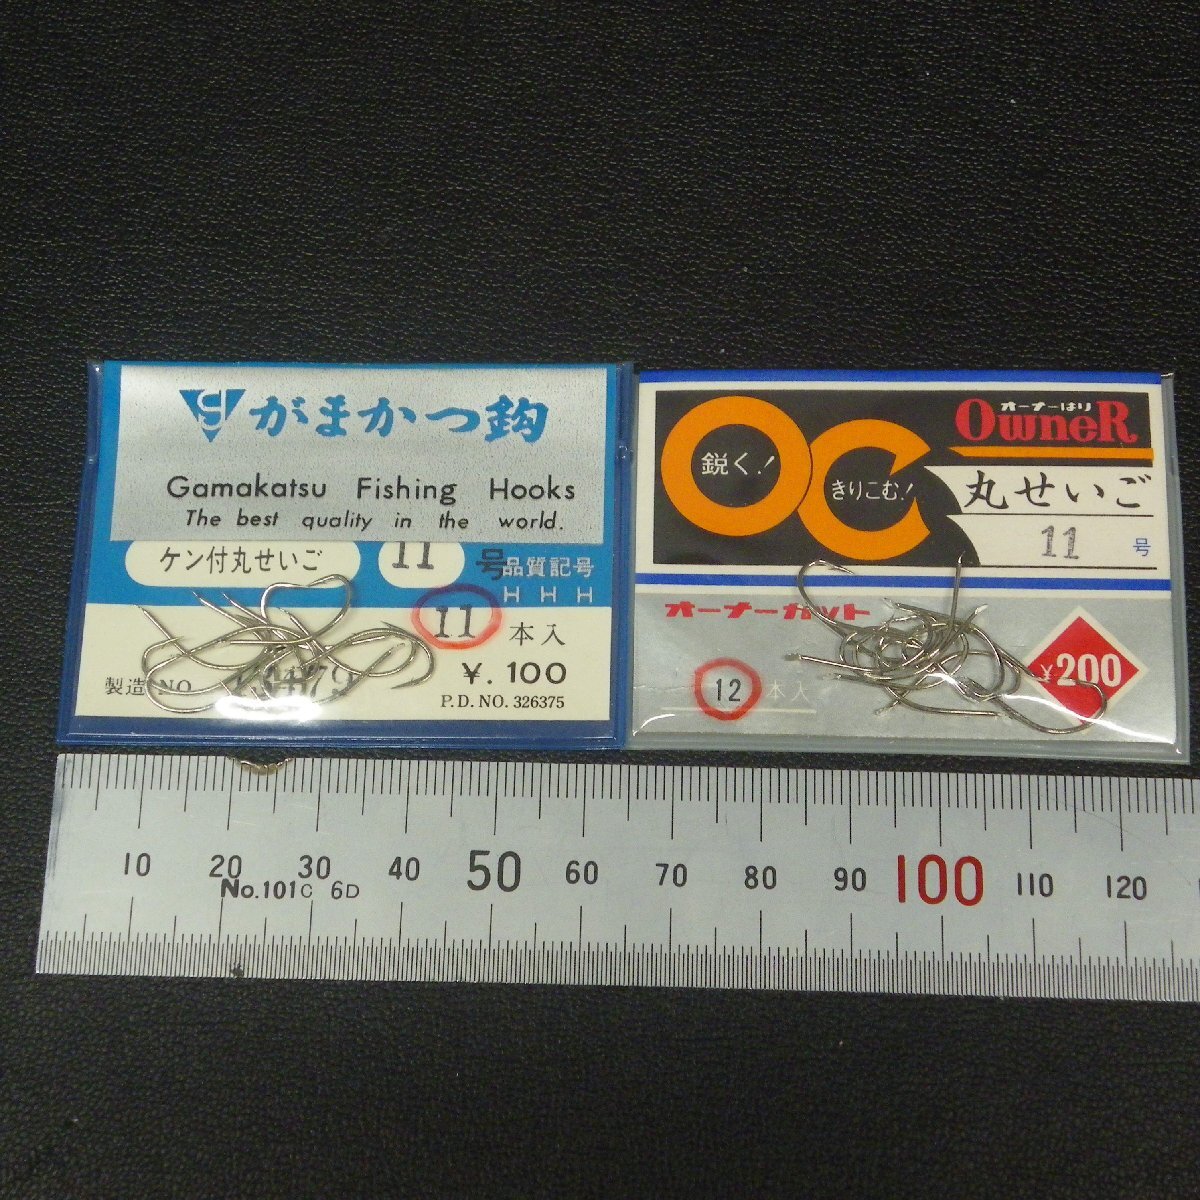 がまかつ鈎
Gamakatsu Fishing Hooks
The best quality in the world.
ケン付丸せいご 11 号
品質記号
H H H
11 本入
製造 NO.
¥.100
P.D. NO. 326375
オーナーはり
OwneR
鋭く!
きりこむ!
丸せいご
11 号
オーナーカット
12 本入
¥200
10 20 30 40 50 60 70 80 90 100 110 120
No.101C 6D